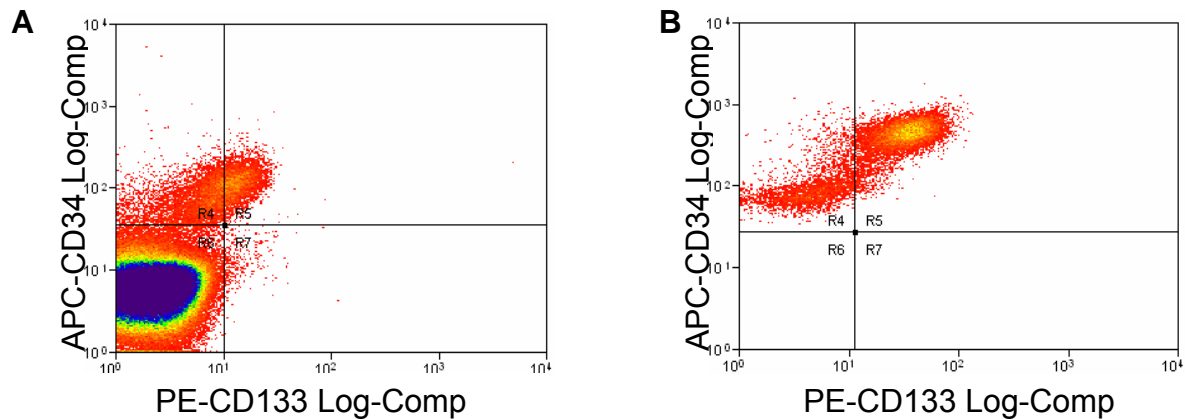 A
APC-CD34 Log-Comp
10⁴
10³
10²
10¹
10⁰
R4 R5
R6 R7
10⁰ 10¹ 10² 10³ 10⁴
PE-CD133 Log-Comp
B
APC-CD34 Log-Comp
10⁴
10³
10²
10¹
10⁰
R4 R5
R6 R7
10⁰ 10¹ 10² 10³ 10⁴
PE-CD133 Log-Comp